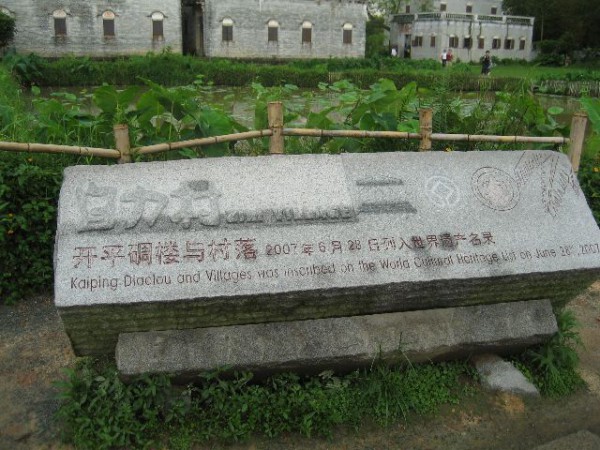 自力村 ZILI VILLAGE
开平碉楼与村落 2007年6月28日列入世界遗产名录
Kaiping Diaolou and Villages was inscribed on the World Cultural Heritage List on June 28th, 2007